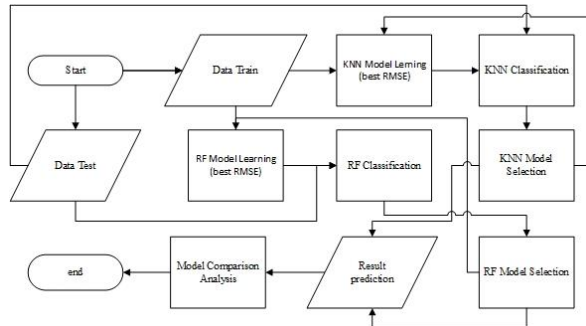 Start
Data Train
KNN Model Lerning
(best RMSE)
KNN Classification
Data Test
RF Model Learning
(best RMSE)
RF Classification
KNN Model
Selection
end
Model Comparison
Analysis
Result
prediction
RF Model Selection